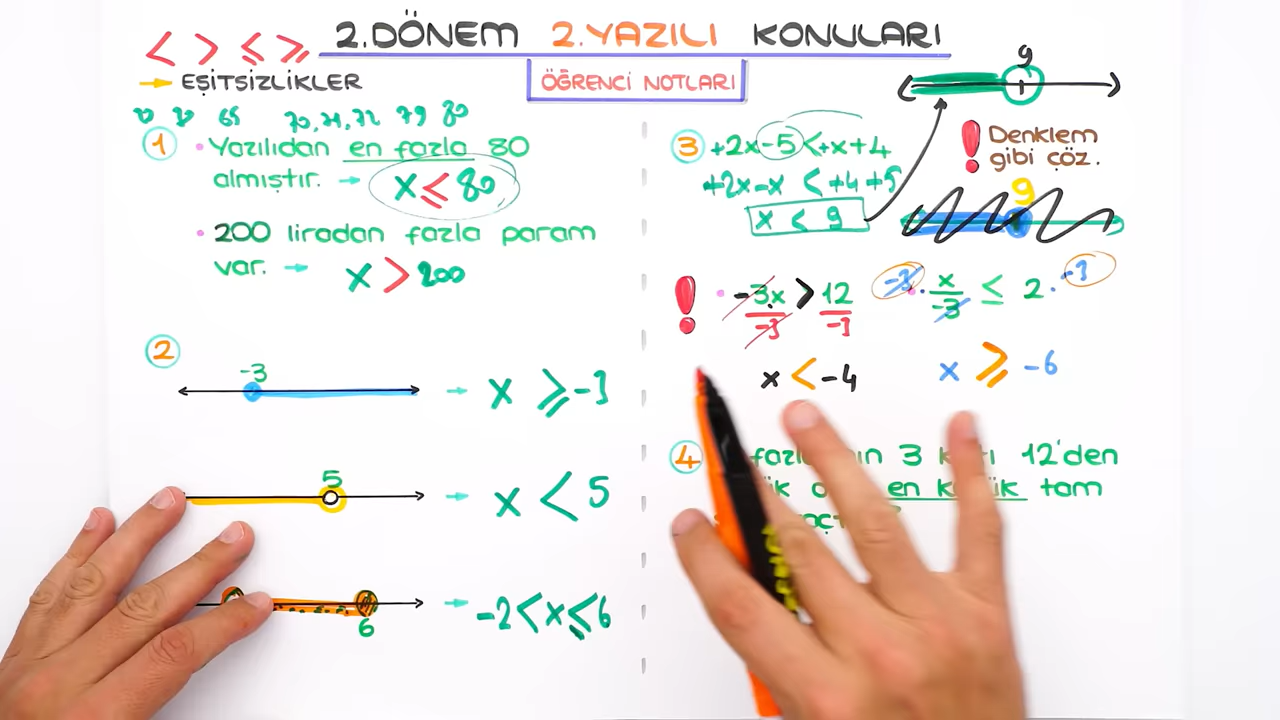 2.DÖNEM 2.YAZILI KONULARI
< > ≤ ≥
→ EŞİTSİZLİKLER
ÖĞRENCİ NOTLARI
65 70, 71, 72 79 80
1 • Yazılıdan en fazla 80
almıştır. → x ≤ 80
• 200 liradan fazla param
var. → x > 200
2
-3
→ x ≥ -3
5
→ x < 5
6
→ -2 < x ≤ 6
9
3 +2x-5 < +x+4
+2x-x < +4 +5
x < 9
! Denklem
gibi çöz.
9
! • -3x/-3 > 12/-3
x < -4
-3 • x/-3 ≤ 2 • -3
x ≥ -6
4 3 12'den
en küçük tam